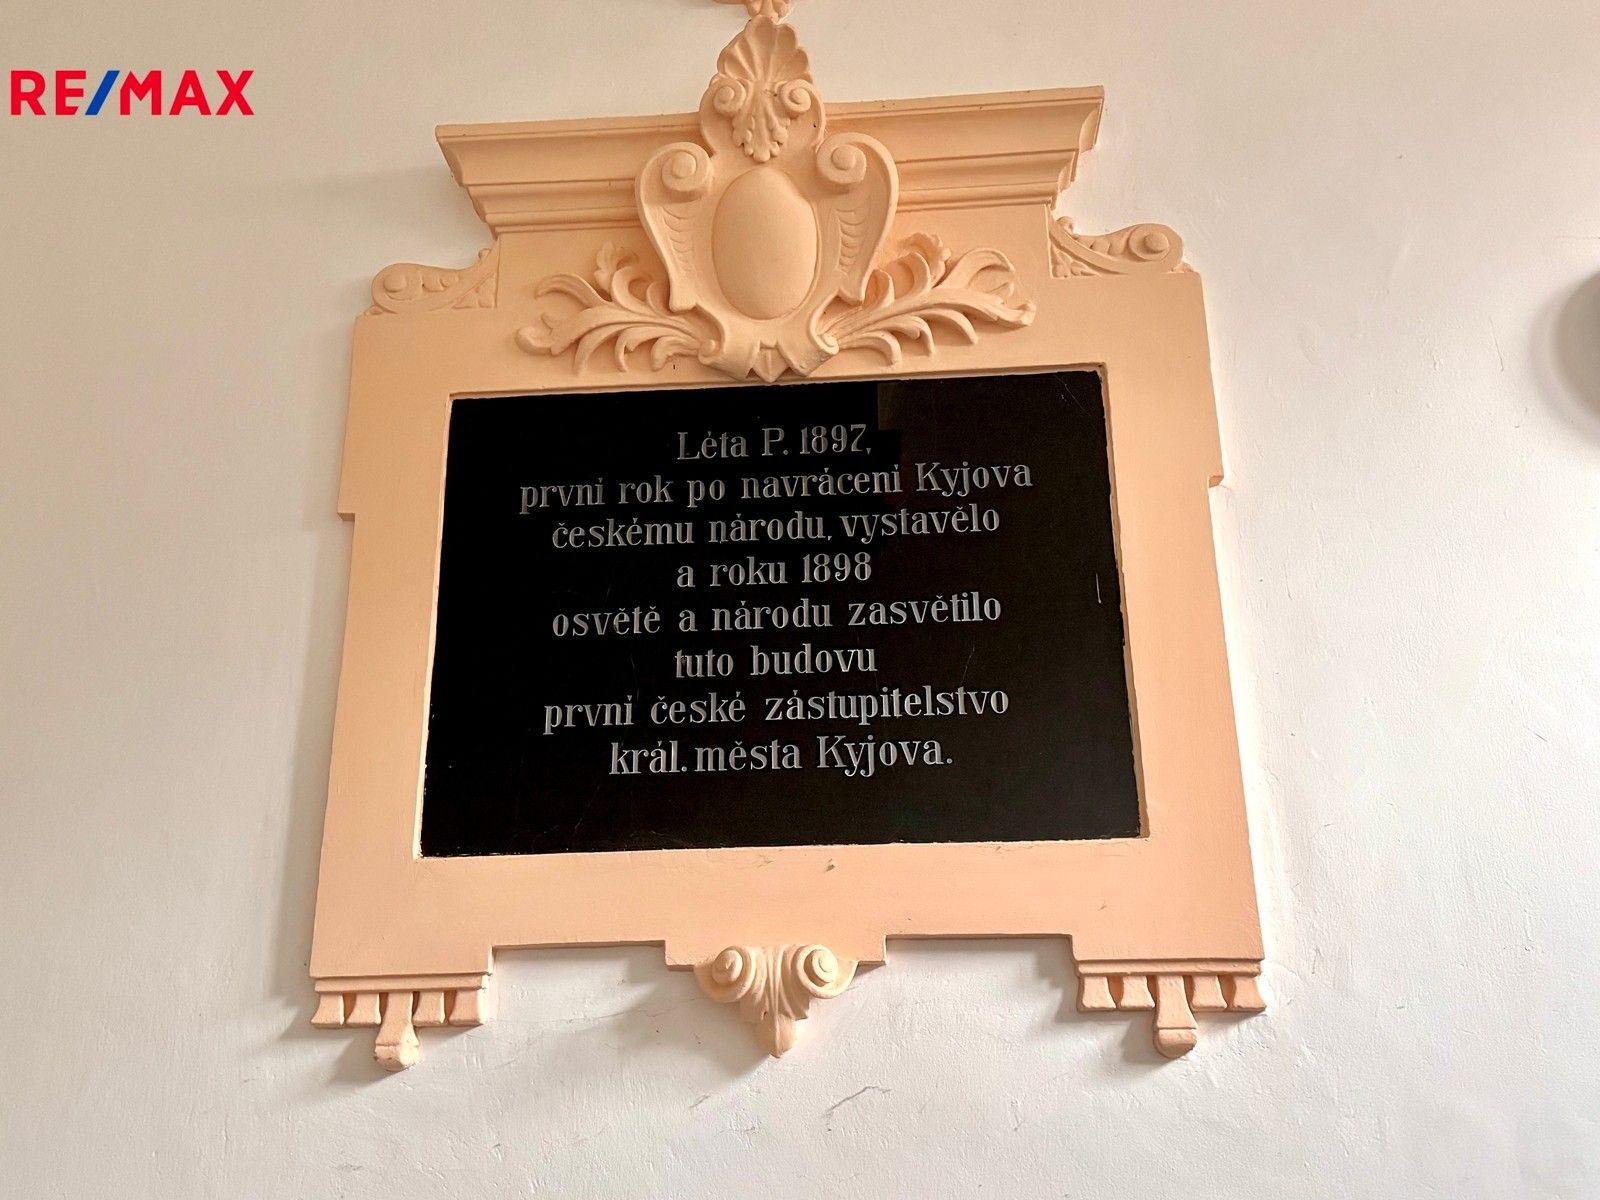 RE/MAX
Léta P. 1897,
první rok po navrácení Kyjova
českému národu, vystavělo
a roku 1898
osvětě a národu zasvětilo
tuto budovu
první české zástupitelstvo
král. města Kyjova.